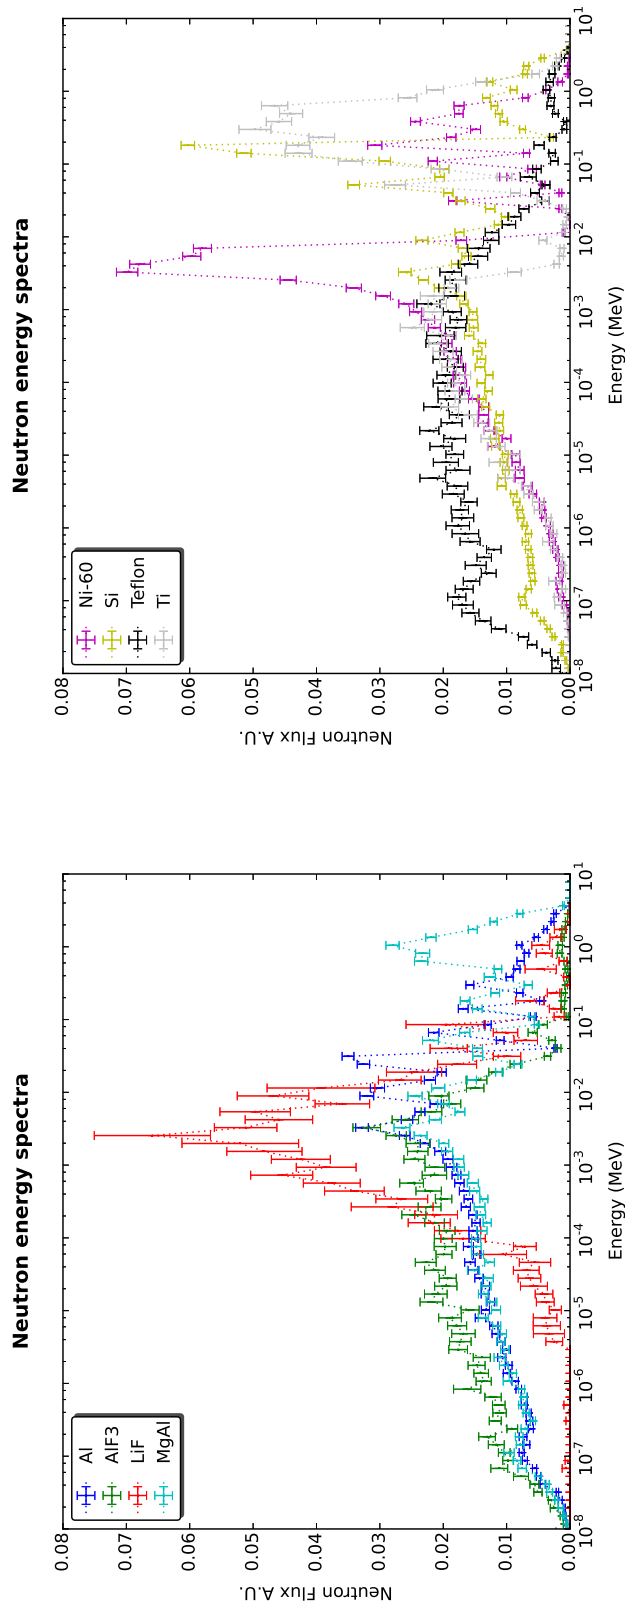 Neutron energy spectra
Al
AlF3
LiF
MgAl
0.08
0.07
0.06
0.05
0.04
0.03
0.02
0.01
0.00
Neutron Flux A.U.
10⁻⁸ 10⁻⁷ 10⁻⁶ 10⁻⁵ 10⁻⁴ 10⁻³ 10⁻² 10⁻¹ 10⁰ 10¹
Energy (MeV)
Neutron energy spectra
Ni-60
Si
Teflon
Ti
0.08
0.07
0.06
0.05
0.04
0.03
0.02
0.01
0.00
Neutron Flux A.U.
10⁻⁸ 10⁻⁷ 10⁻⁶ 10⁻⁵ 10⁻⁴ 10⁻³ 10⁻² 10⁻¹ 10⁰ 10¹
Energy (MeV)